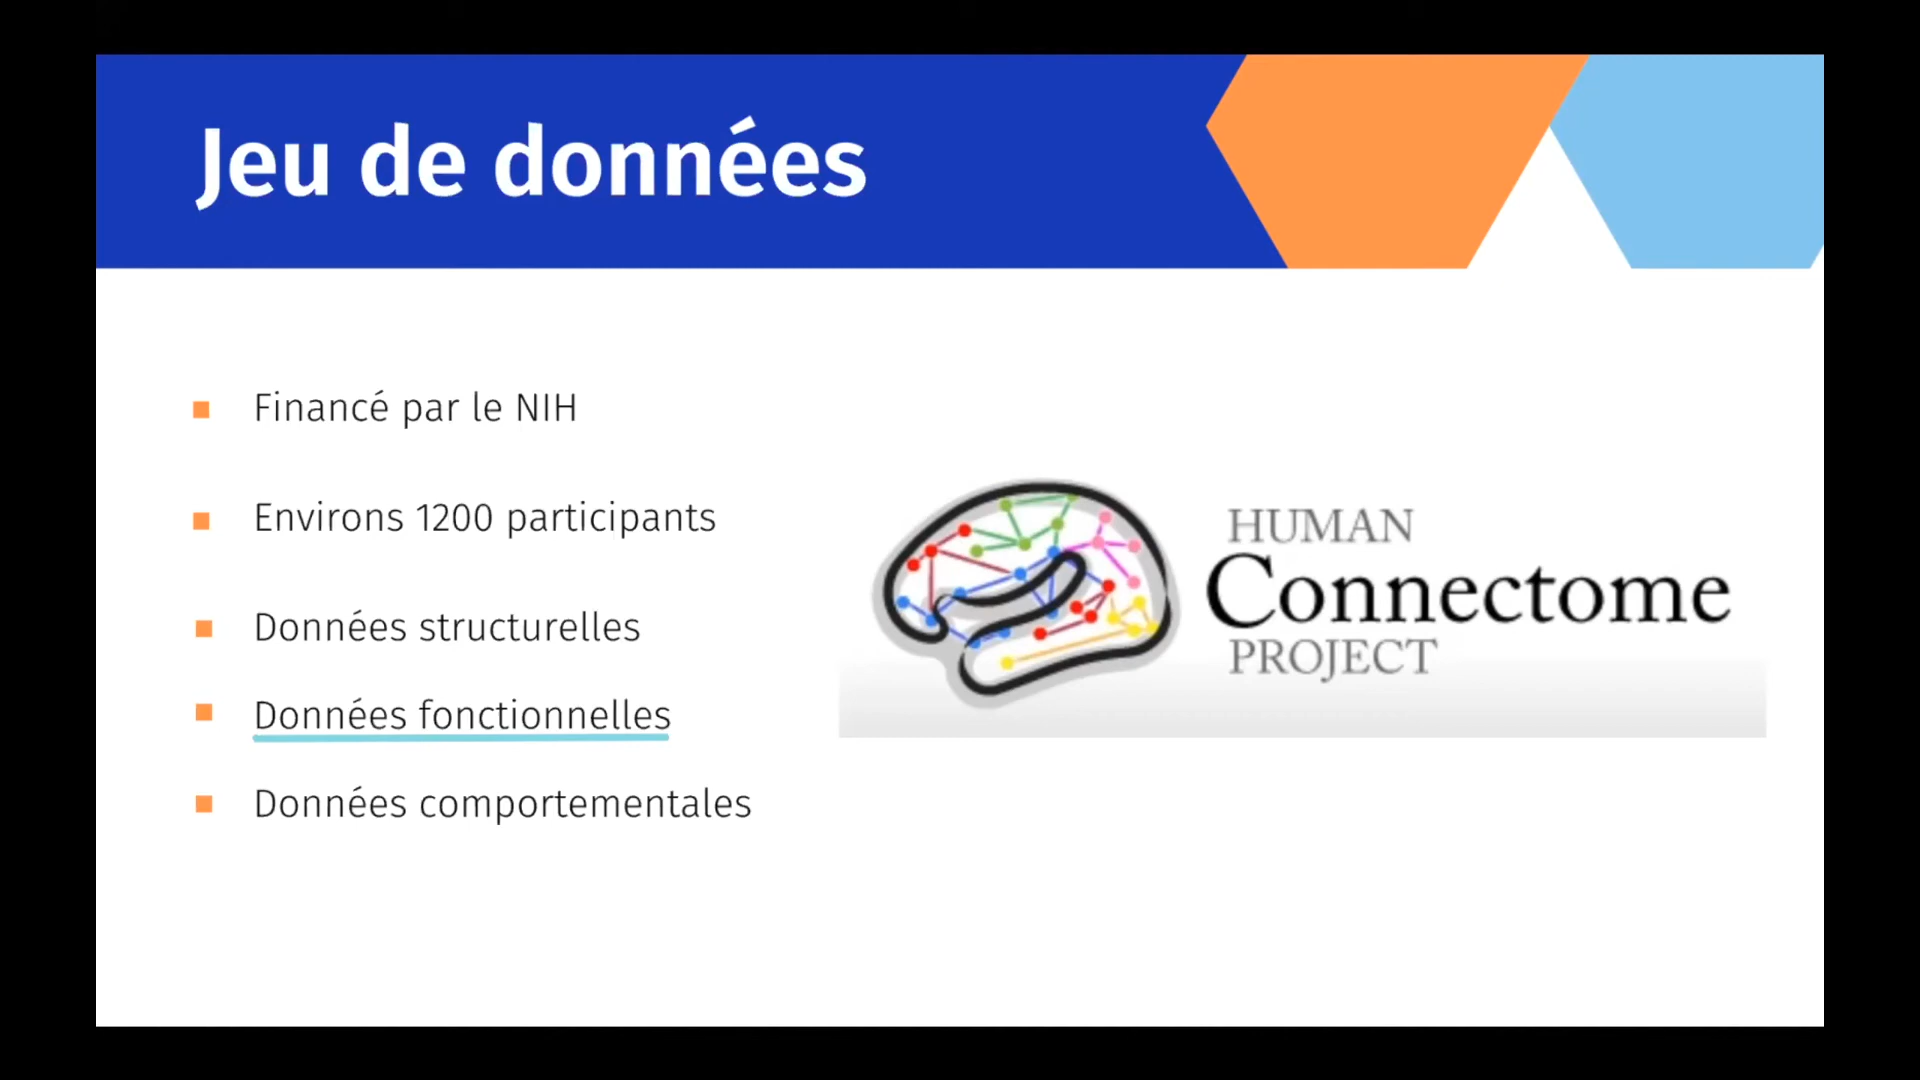 Jeu de données
Financé par le NIH
Environs 1200 participants
Données structurelles
Données fonctionnelles
Données comportementales
HUMAN
Connectome
PROJECT